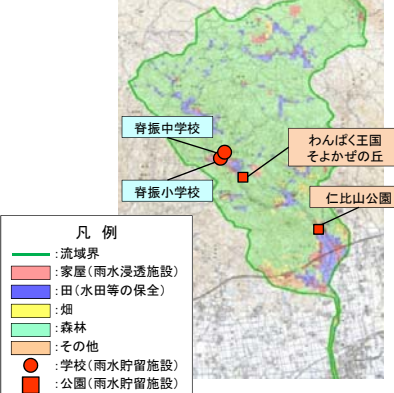 脊振中学校
わんぱく王国
そよかぜの丘
脊振小学校
仁比山公園
凡 例
:流域界
:家屋(雨水浸透施設)
:田(水田等の保全)
:畑
:森林
:その他
:学校(雨水貯留施設)
:公園(雨水貯留施設)